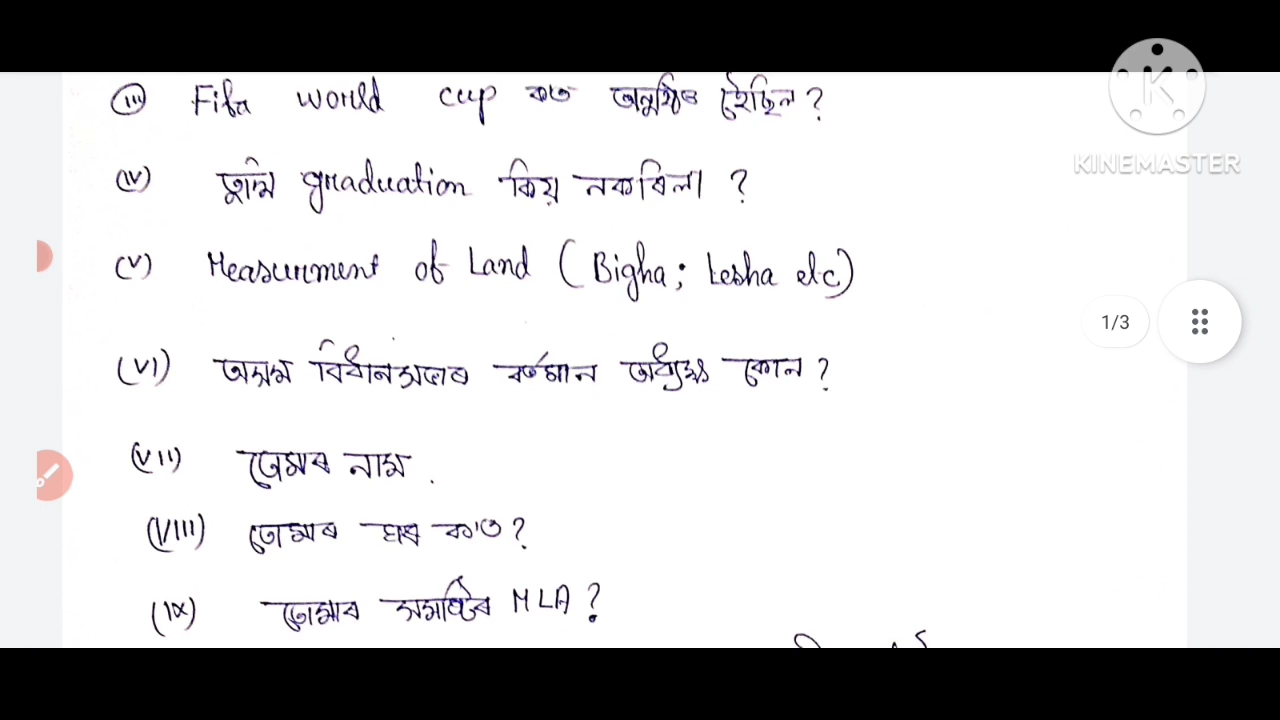 (iii) Fifa world cup কত অনুষ্ঠিত হৈছিল ?
(iv) তুমি graduation কিয় নকৰিলা ?
(v) Measurment of Land (Bigha; Lesha etc)
1/3
(vi) অসম বিধানসভাৰ বৰ্তমান অধ্যক্ষ কোন ?
(vii) তোমাৰ নাম.
(viii) তোমাৰ ঘৰ ক'ত ?
(ix) তোমাৰ সমষ্টিৰ MLA ?
KINEMASTER